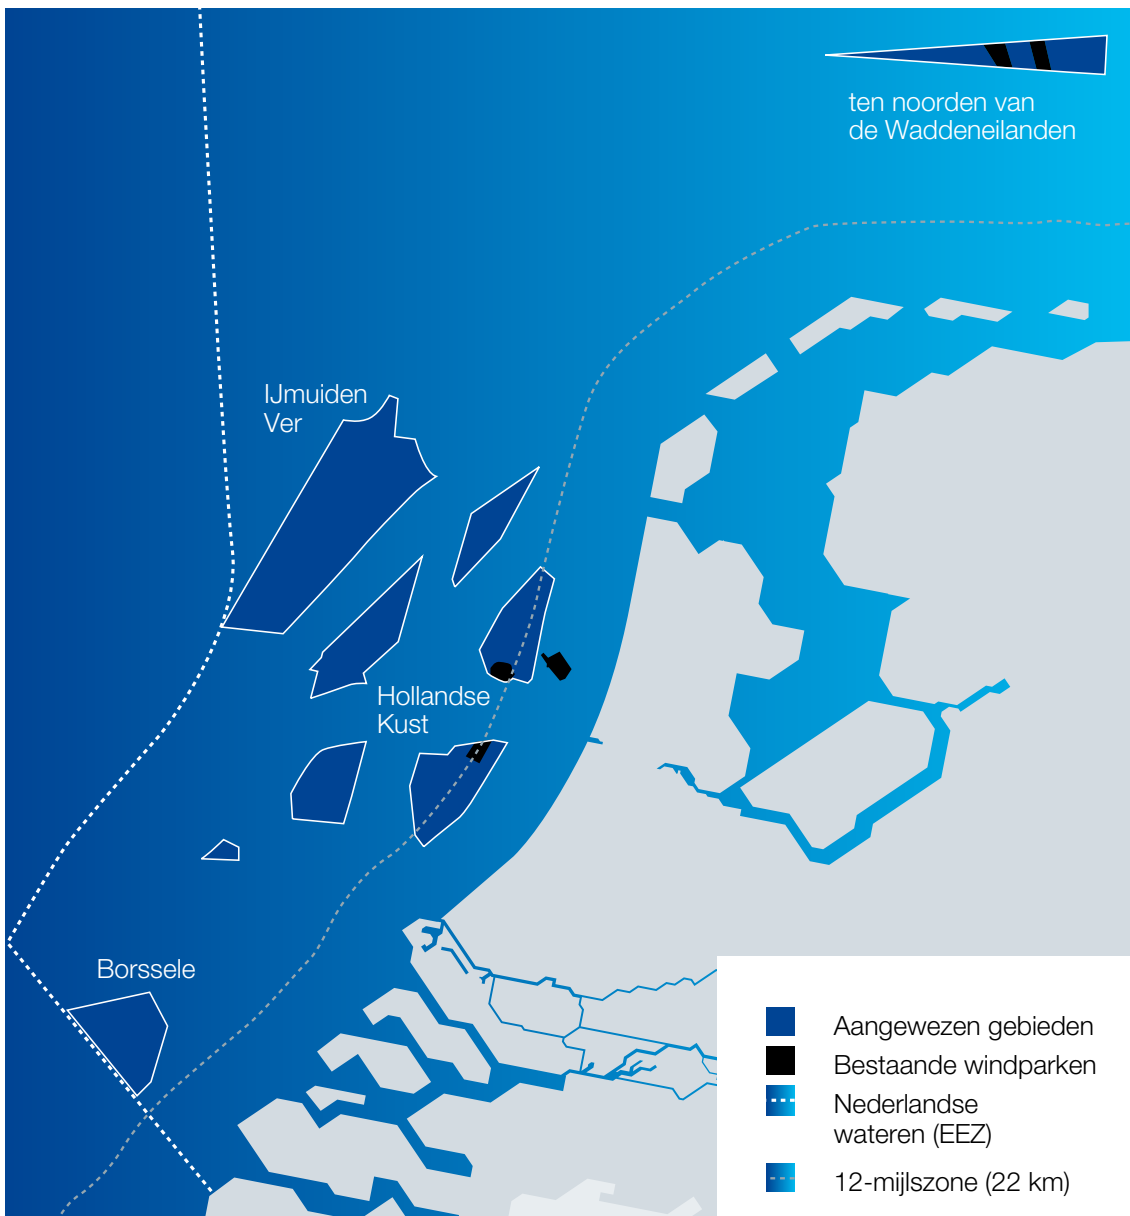 ten noorden van
de Waddeneilanden
IJmuiden
Ver
Hollandse
Kust
Borssele
Aangewezen gebieden
Bestaande windparken
Nederlandse
wateren (EEZ)
12-mijlszone (22 km)